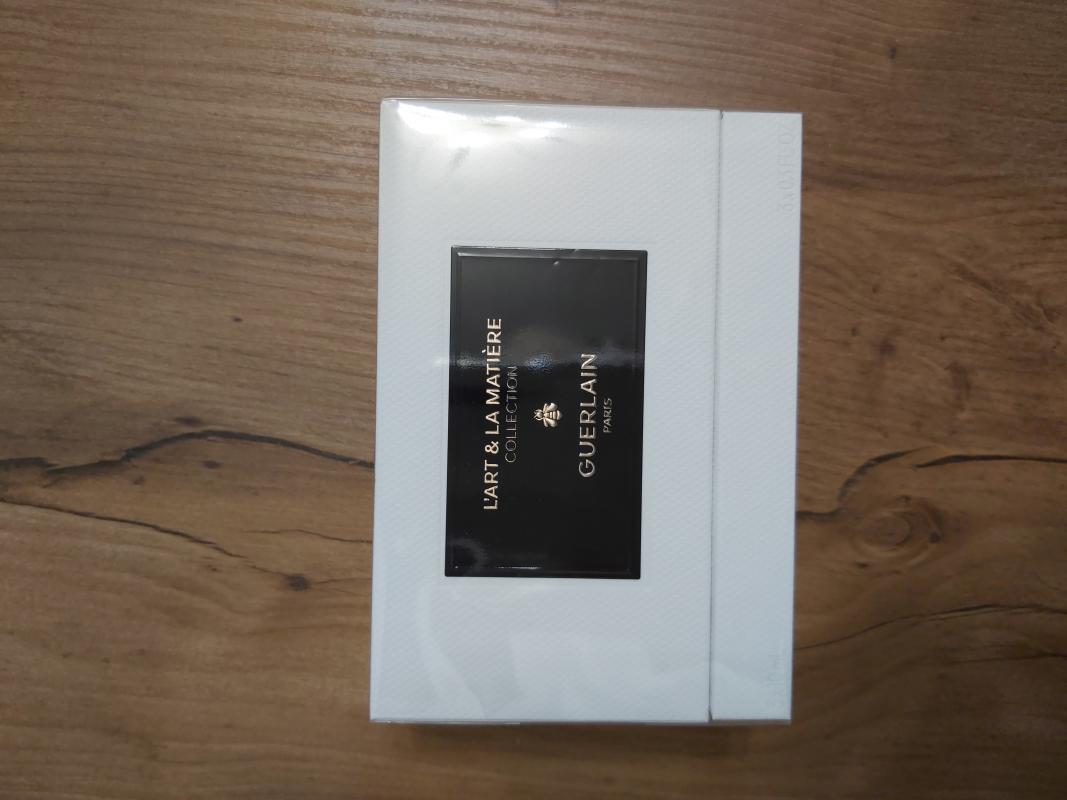 L'ART & LA MATIÈRE
COLLECTION
GUERLAIN
PARIS